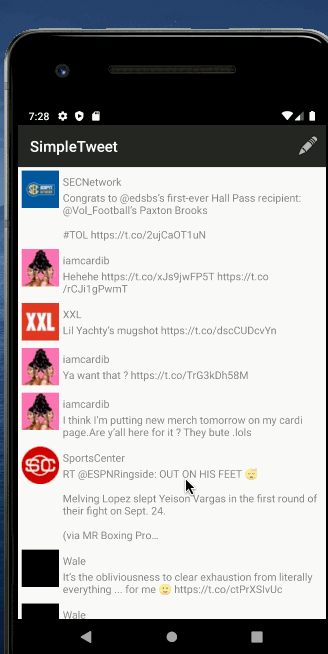 7:28
SimpleTweet
SECNetwork
Congrats to @edsbs's first-ever Hall Pass recipient:
@Vol_Football's Paxton Brooks
#TOL https://t.co/2ujCaOT1uN
iamcardib
Hehehe https://t.co/xJs9jwFP5T https://t.co
/rCJi1gPwmT
XXL
XXL
Lil Yachty's mugshot https://t.co/dscCUDcvYn
iamcardib
Ya want that ? https://t.co/TrG3kDh58M
iamcardib
I think I'm putting new merch tomorrow on my cardi
page.Are y'all here for it ? They bute .lols
SC
SportsCenter
RT @ESPNRingside: OUT ON HIS FEET 😴
Melving Lopez slept Yeison Vargas in the first round of
their fight on Sept. 24.
(via MR Boxing Pro…
Wale
It's the obliviousness to clear exhaustion from literally
everything ... for me 🙂 https://t.co/ctPrXSlvUc
Wale